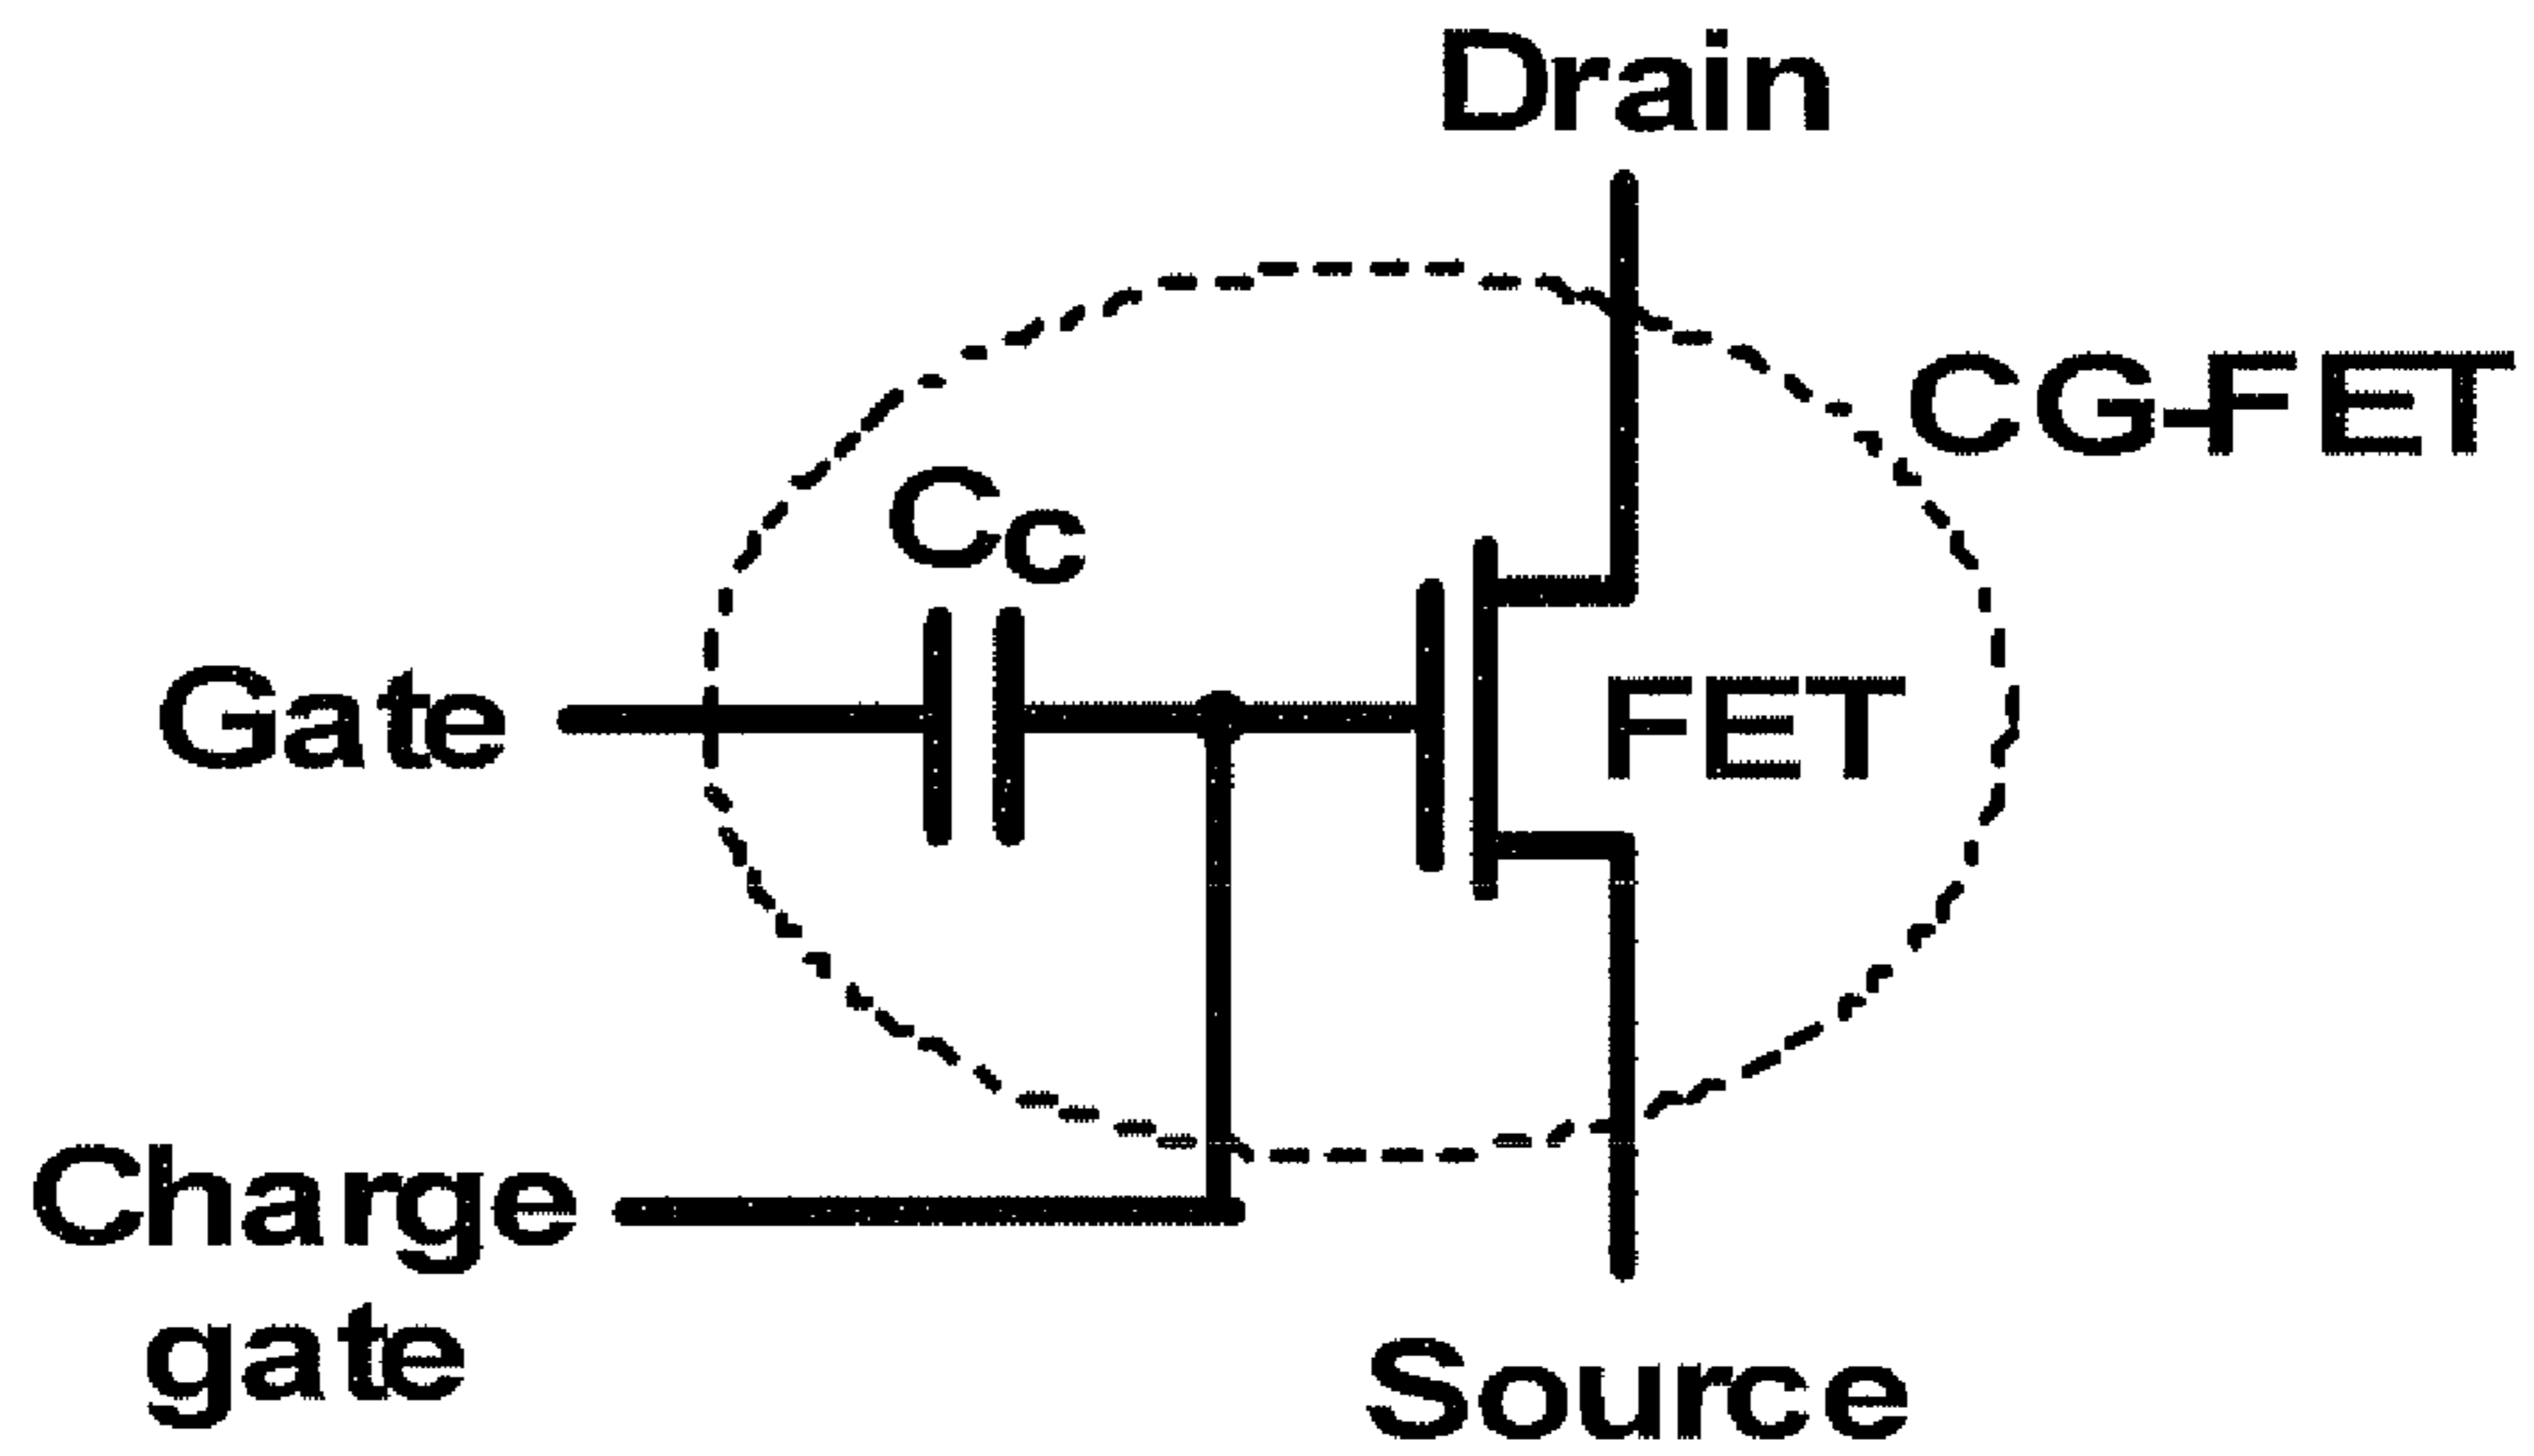 Drain
CG-FET
Cc
Gate
FET
Charge
gate
Source